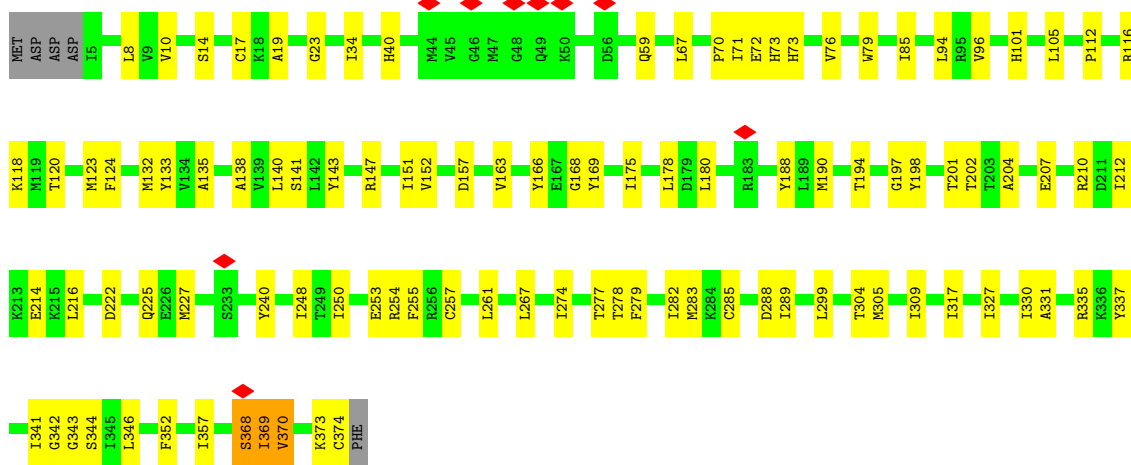 MET ASP ASP ASP I5 L8 V9 V10 S14 C17 K18 A19 G23 I34 H40 M44 V45 G46 M47 G48 Q49 K50 D56 Q59 L67 P70 I71 E72 H73 H73 V76 W79 I85 L94 R95 V96 H101 L105 P112 R116
K118 M119 T120 M123 F124 M132 Y133 V134 A135 A138 V139 L140 S141 L142 Y143 R147 I151 V152 D157 V163 Y166 E167 G168 Y169 I175 L178 D179 L180 R183 Y188 L189 M190 T194 G197 Y198 T201 T202 T203 A204 E207 R210 D211 I212
K213 E214 K215 L216 D222 Q225 E226 M227 S233 Y240 I248 T249 I250 E253 R254 F255 R256 C257 L261 L267 I274 T277 T278 F279 I282 M283 K284 C285 D288 I289 L299 T304 M305 I309 I317 I327 I330 A331 R335 K336 Y337
I341 G342 G343 S344 I345 L346 F352 I357 S368 I369 V370 K373 C374 PHE